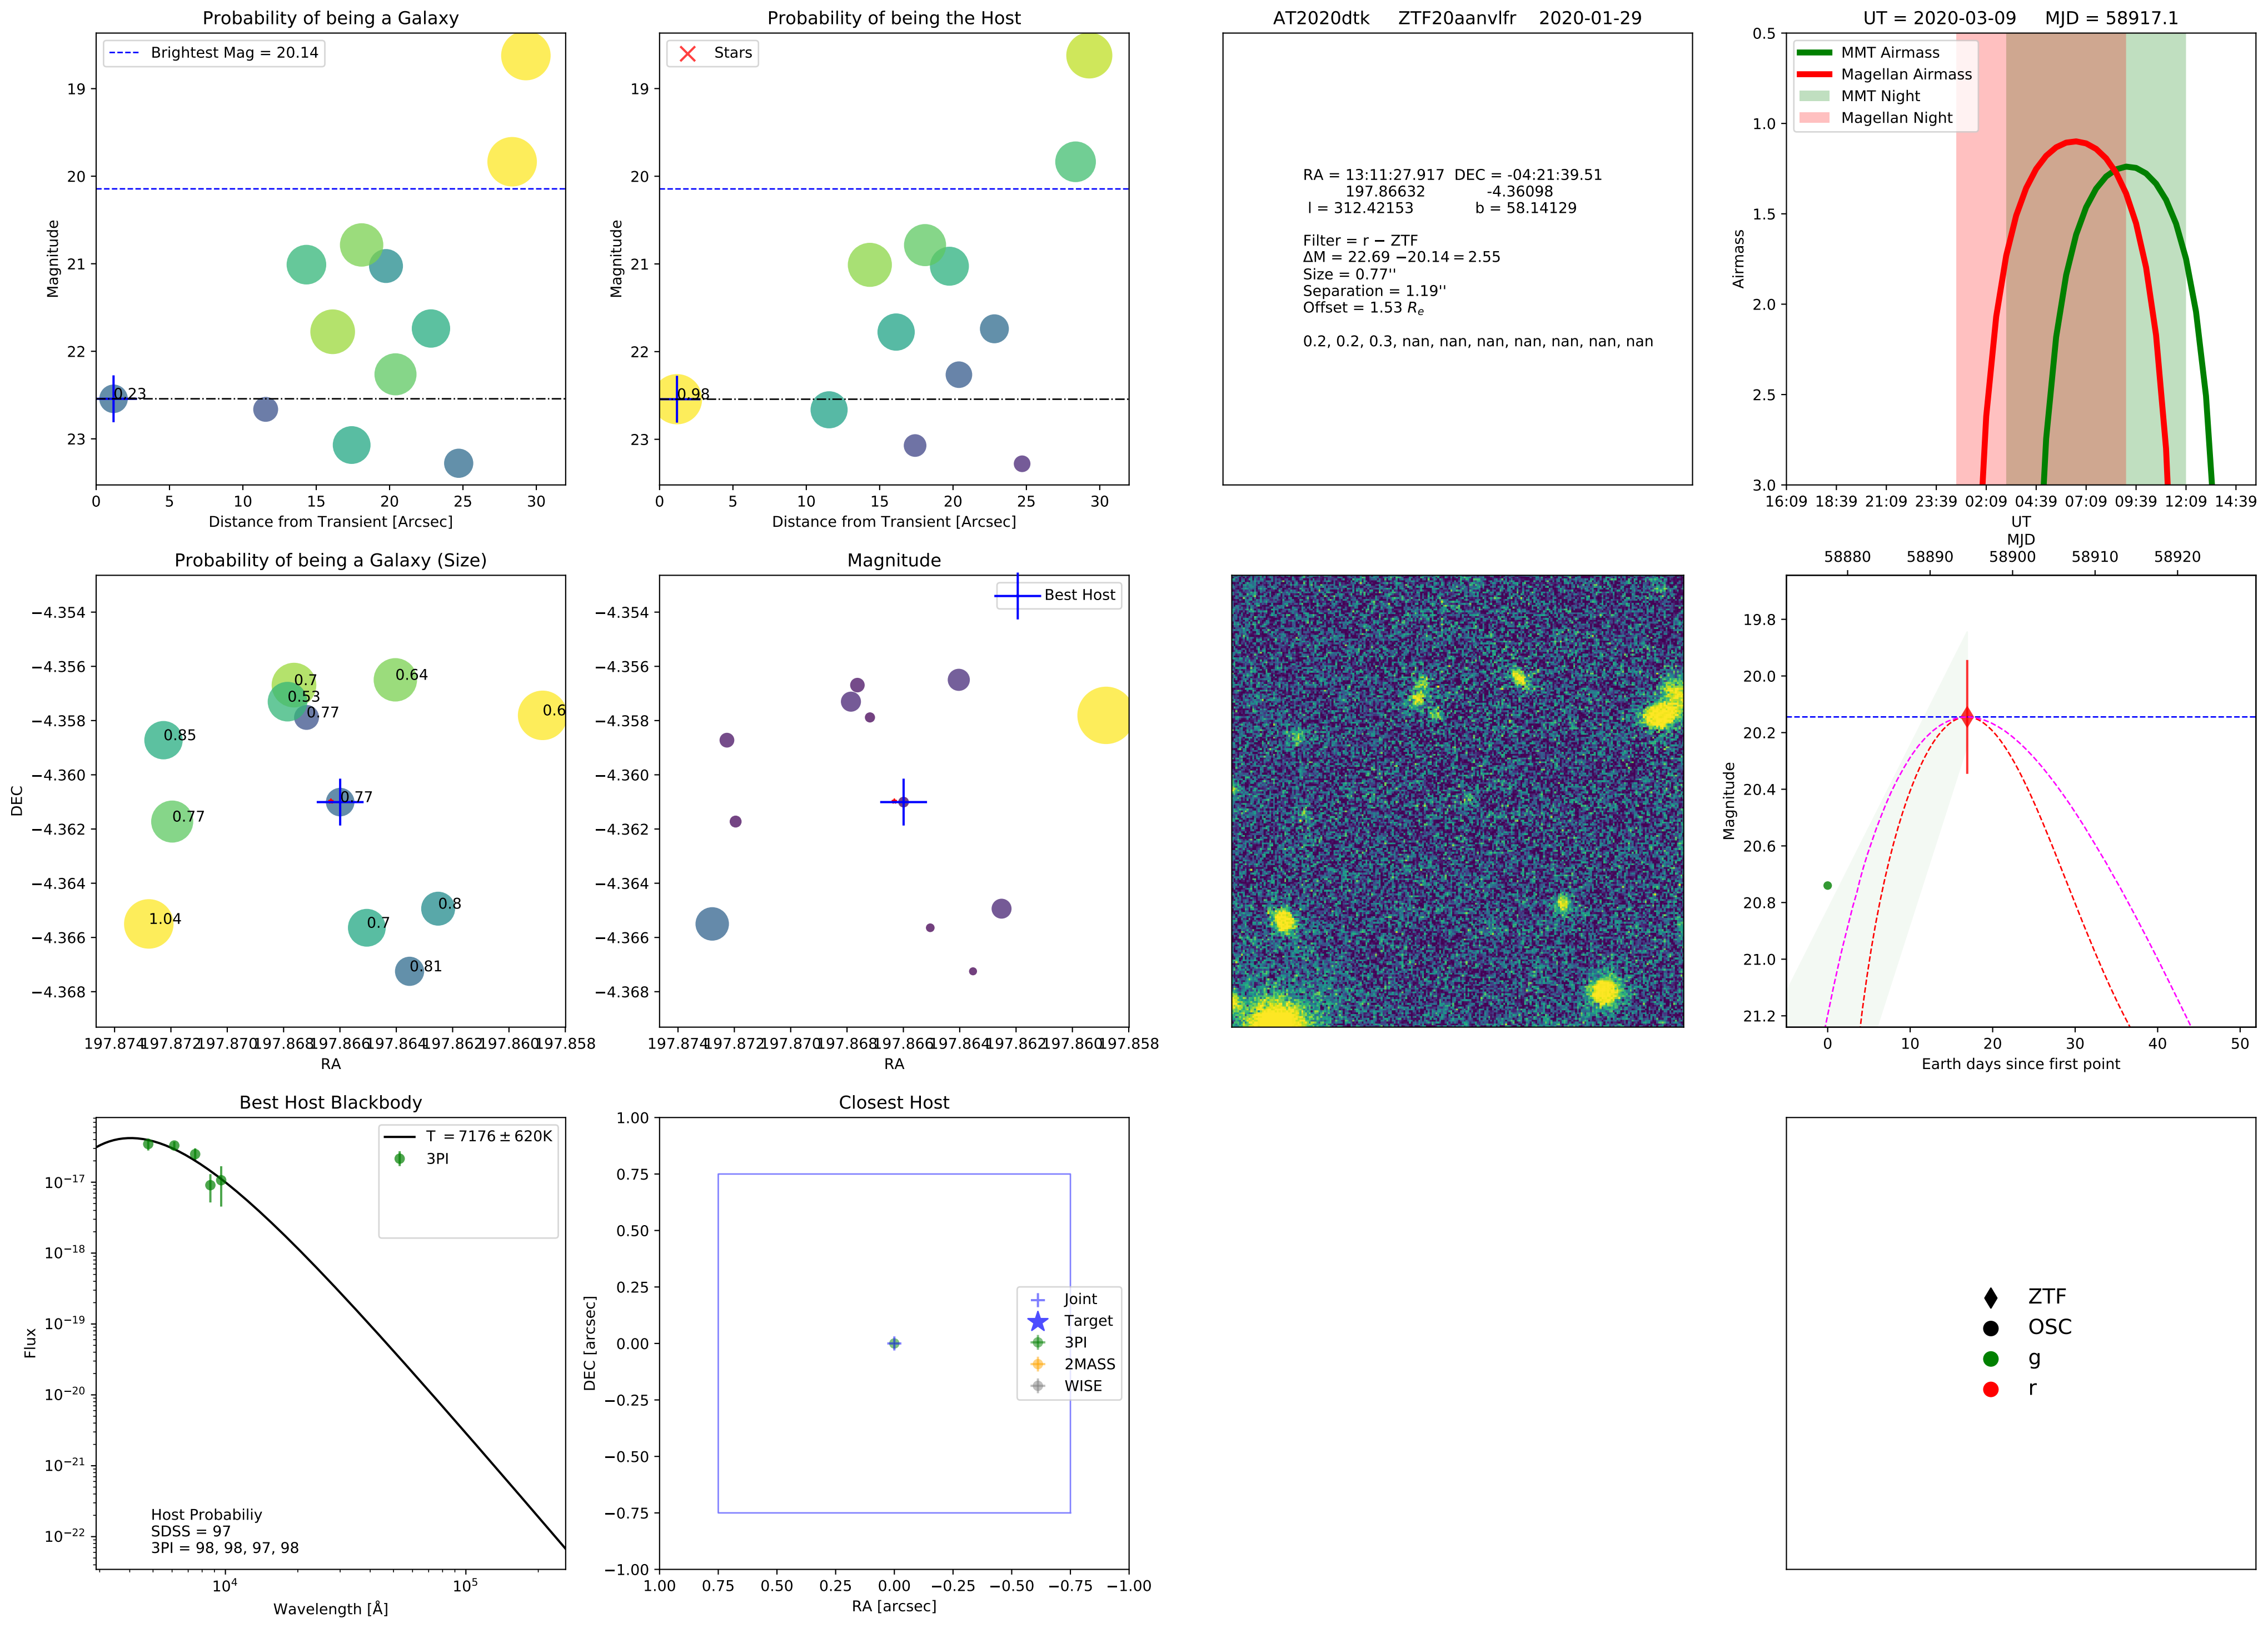 Probability of being a Galaxy
Brightest Mag = 20.14
0.23
19
20
21
22
23
Magnitude
0
5
10
15
20
25
30
Distance from Transient [Arcsec]
Probability of being the Host
Stars
0.98
19
20
21
22
23
Magnitude
0
5
10
15
20
25
30
Distance from Transient [Arcsec]
AT2020dtk ZTF20aanvlfr 2020-01-29
RA = 13:11:27.917 DEC = -04:21:39.51
197.86632 -4.36098
l = 312.42153 b = 58.14129
Filter = r − ZTF
ΔM = 22.69 −20.14 = 2.55
Size = 0.77''
Separation = 1.19''
Offset = 1.53 Re
0.2, 0.2, 0.3, nan, nan, nan, nan, nan, nan, nan
UT = 2020-03-09 MJD = 58917.1
MMT Airmass
Magellan Airmass
MMT Night
Magellan Night
0.5
1.0
1.5
2.0
2.5
3.0
Airmass
16:09 18:39 21:09 23:39 02:09 04:39 07:09 09:39 12:09 14:39
UT
Probability of being a Galaxy (Size)
0.7
0.64
0.53
0.77
0.6
0.85
0.77
0.77
1.04
0.8
0.7
0.81
−4.354
−4.356
−4.358
−4.360
−4.362
−4.364
−4.366
−4.368
DEC
197.874 197.872 197.870 197.868 197.866 197.864 197.862 197.860 197.858
RA
Magnitude
Best Host
−4.354
−4.356
−4.358
−4.360
−4.362
−4.364
−4.366
−4.368
197.874 197.872 197.870 197.868 197.866 197.864 197.862 197.860 197.858
RA
MJD
58880 58890 58900 58910 58920
19.8
20.0
20.2
20.4
20.6
20.8
21.0
21.2
Magnitude
0 10 20 30 40 50
Earth days since first point
Best Host Blackbody
T = 7176 ± 620K
3PI
10⁻¹⁷
10⁻¹⁸
10⁻¹⁹
10⁻²⁰
10⁻²¹
10⁻²²
Flux
Host Probabiliy
SDSS = 97
3PI = 98, 98, 97, 98
10⁴ 10⁵
Wavelength [Å]
Closest Host
Joint
Target
3PI
2MASS
WISE
1.00
0.75
0.50
0.25
0.00
−0.25
−0.50
−0.75
−1.00
DEC [arcsec]
1.00 0.75 0.50 0.25 0.00 −0.25 −0.50 −0.75 −1.00
RA [arcsec]
ZTF
OSC
g
r